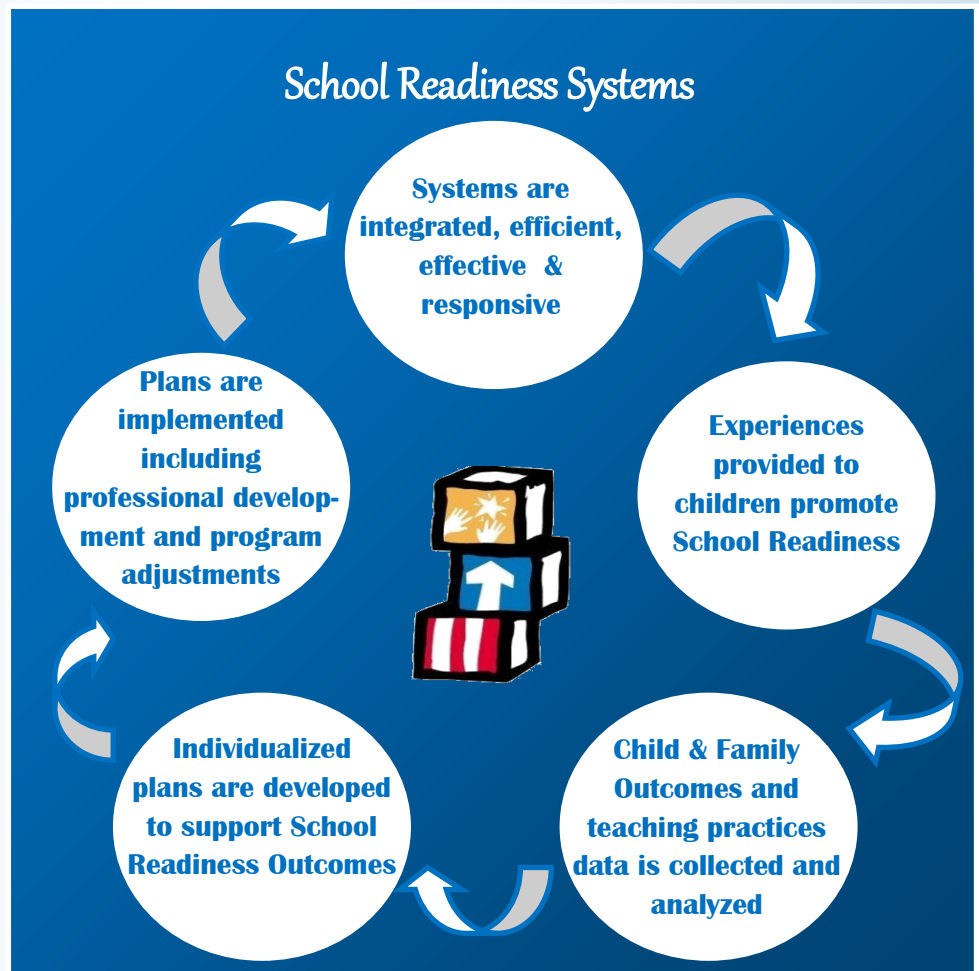 School Readiness Systems
Systems are
integrated, efficient,
effective &
responsive
Experiences
provided to
children promote
School Readiness
Child & Family
Outcomes and
teaching practices
data is collected and
analyzed
Individualized
plans are developed
to support School
Readiness Outcomes
Plans are
implemented
including
professional develop-
ment and program
adjustments